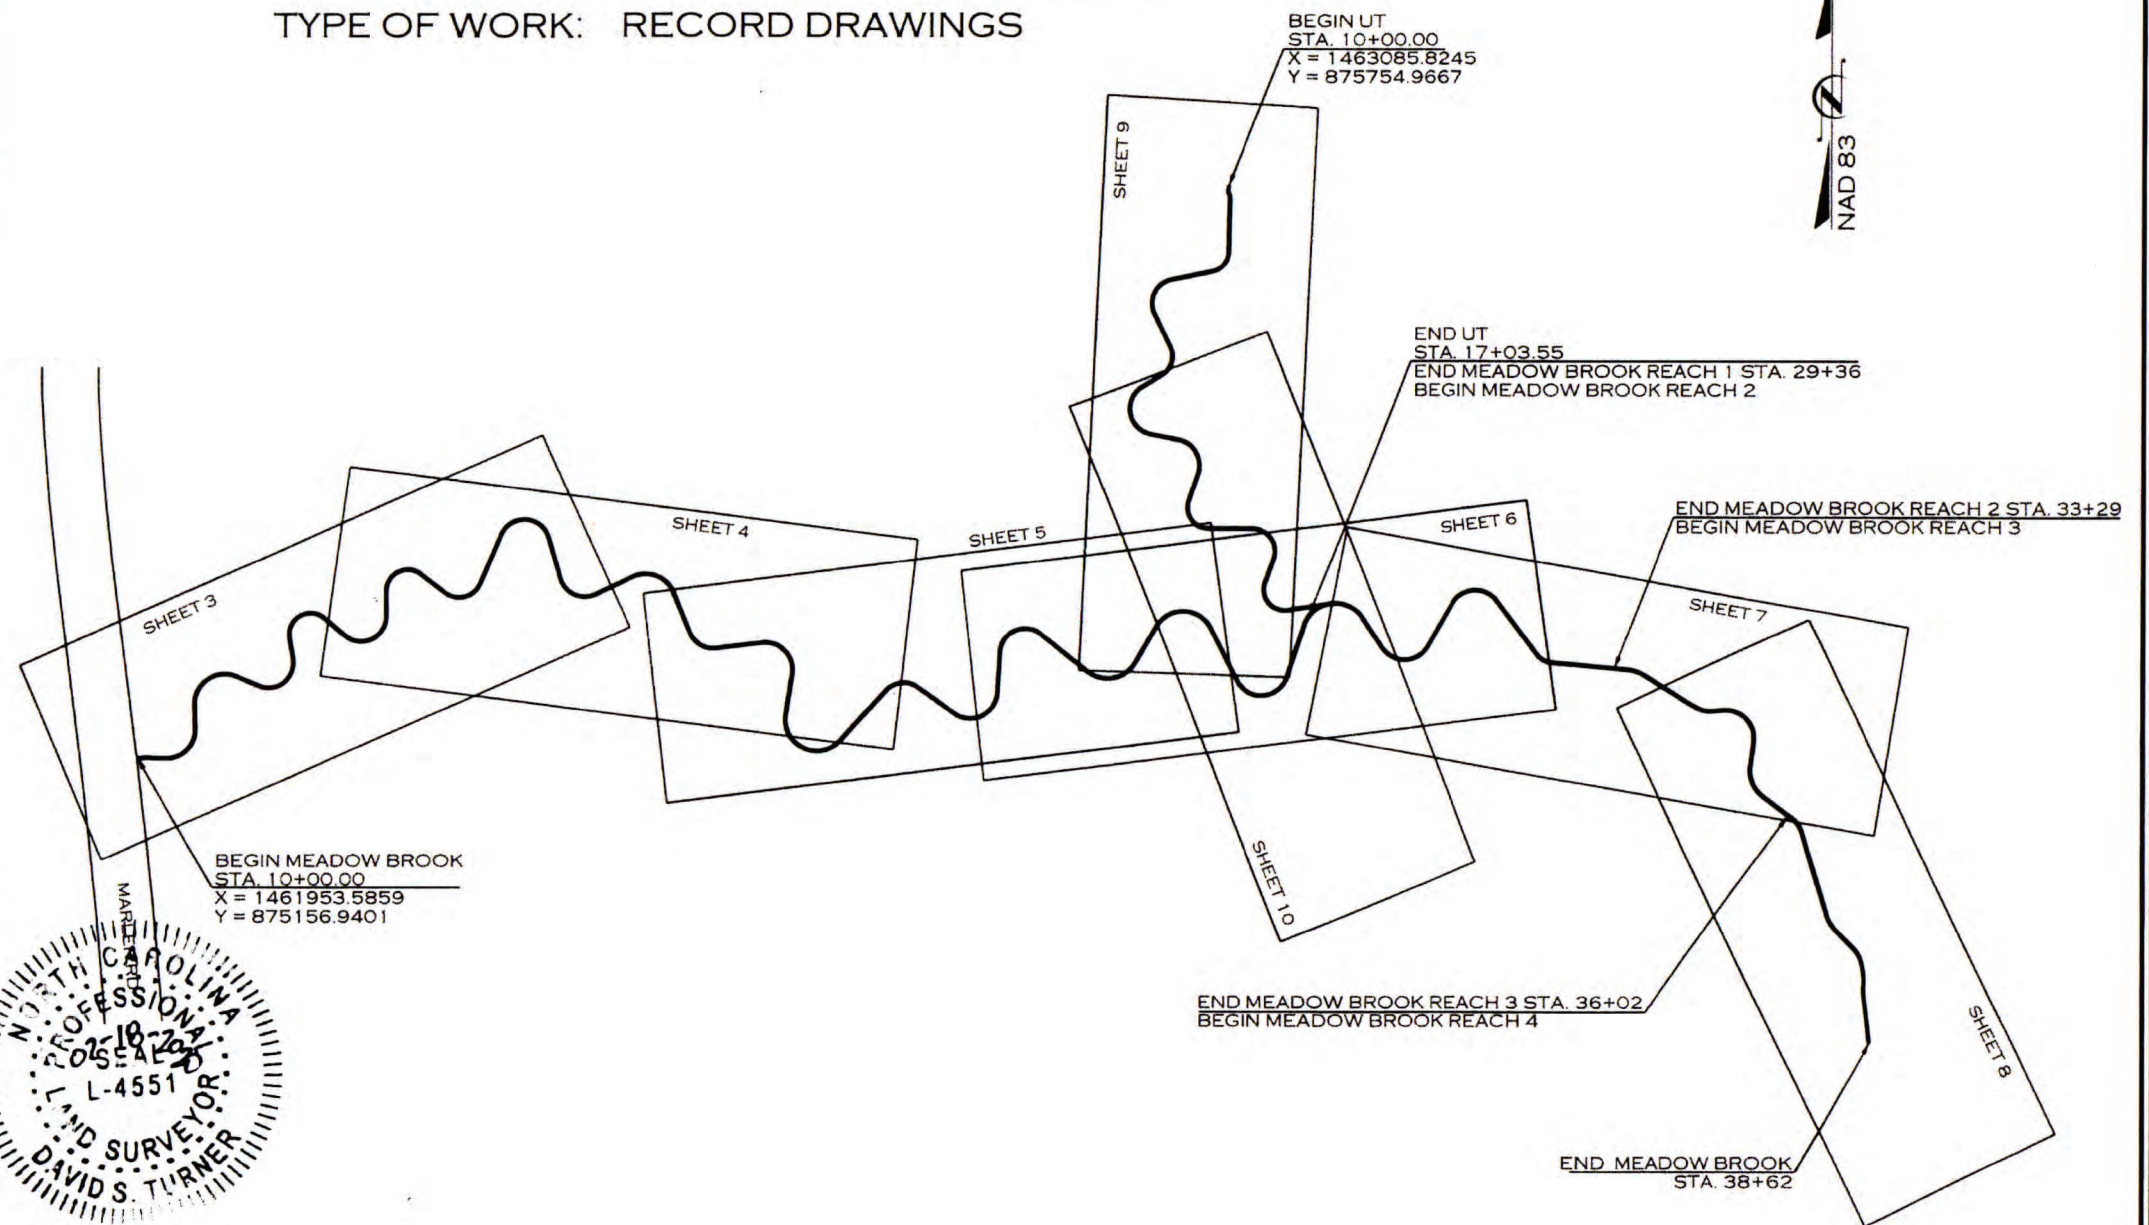 TYPE OF WORK: RECORD DRAWINGS
BEGIN UT
STA. 10+00.00
X = 1463085.8245
Y = 875754.9667
NAD 83
SHEET 9
END UT
STA. 17+03.55
END MEADOW BROOK REACH 1 STA. 29+36
BEGIN MEADOW BROOK REACH 2
END MEADOW BROOK REACH 2 STA. 33+29
BEGIN MEADOW BROOK REACH 3
SHEET 3
SHEET 4
SHEET 5
SHEET 6
SHEET 7
BEGIN MEADOW BROOK
STA. 10+00.00
X = 1461953.5859
Y = 875156.9401
SHEET 10
END MEADOW BROOK REACH 3 STA. 36+02
BEGIN MEADOW BROOK REACH 4
SHEET 8
END MEADOW BROOK
STA. 38+62
NORTH CAROLINA
PROFESSIONAL
SEAL
L-4551
LAND SURVEYOR
DAVID S. TURNER